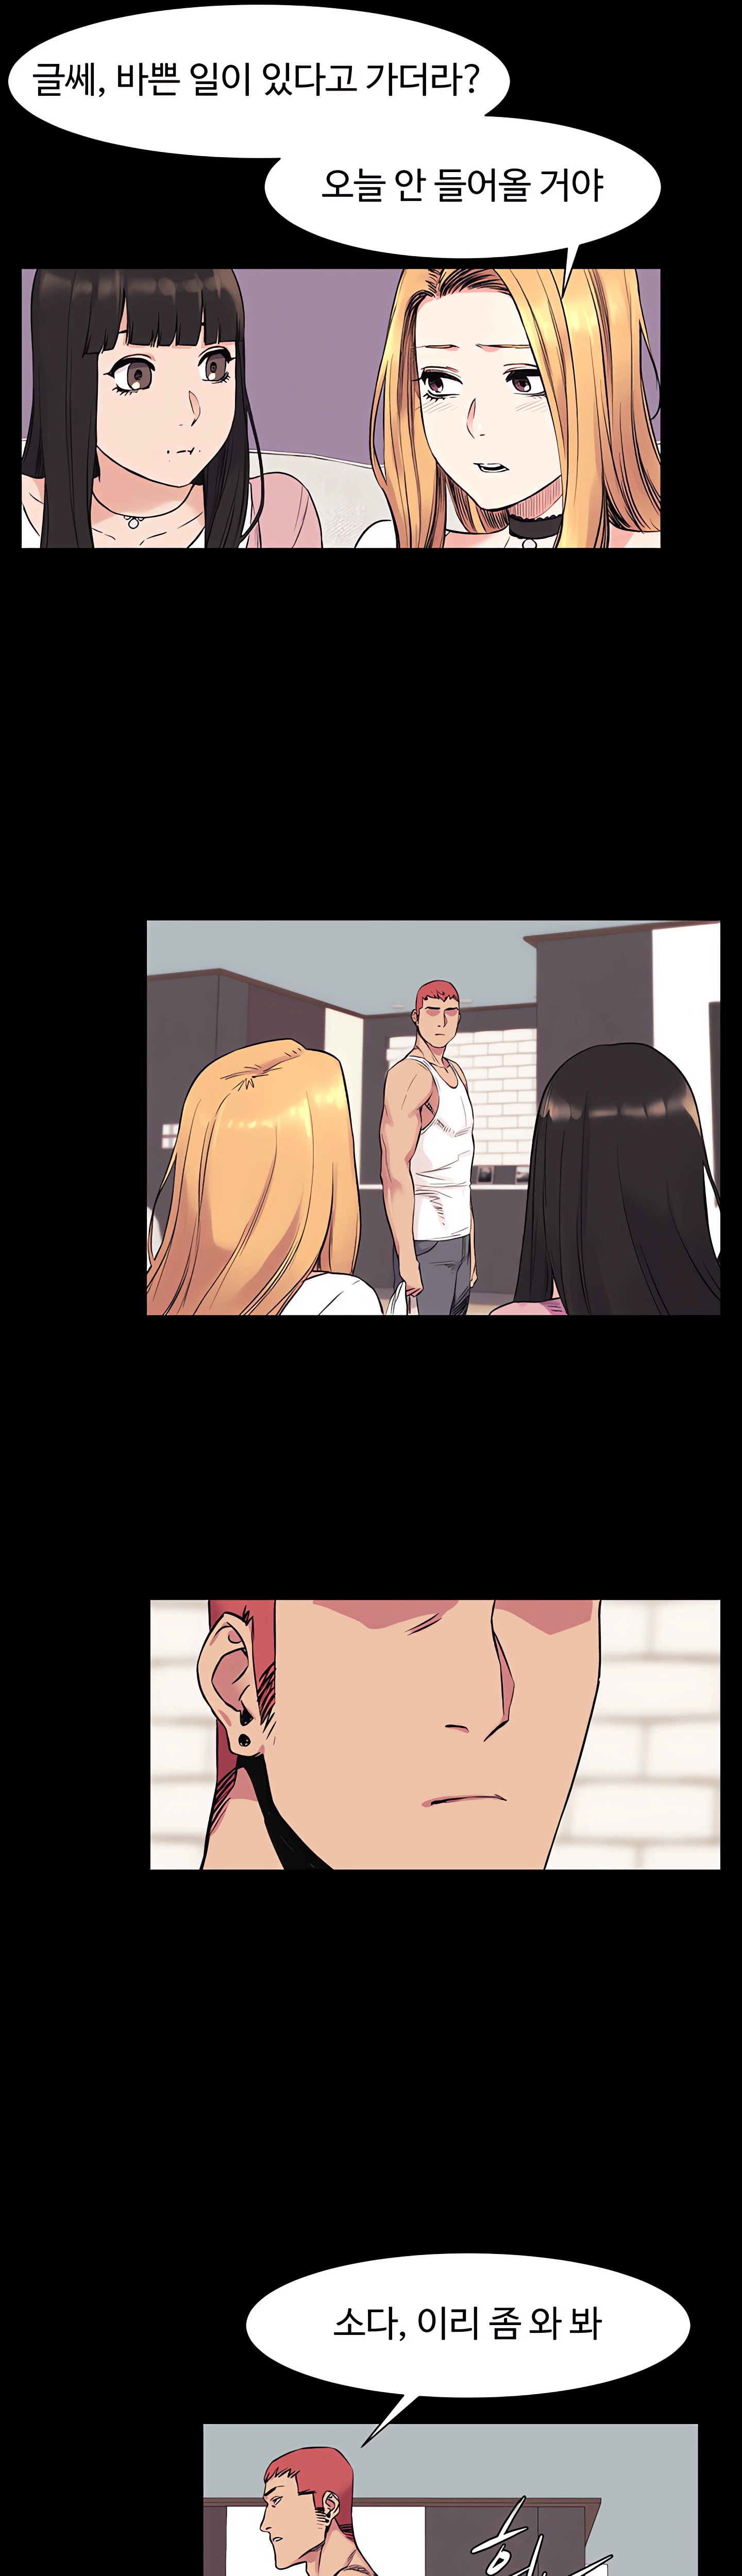 글쎄, 바쁜 일이 있다고 가더라?
오늘 안 들어올 거야
소다, 이리 좀 와 봐